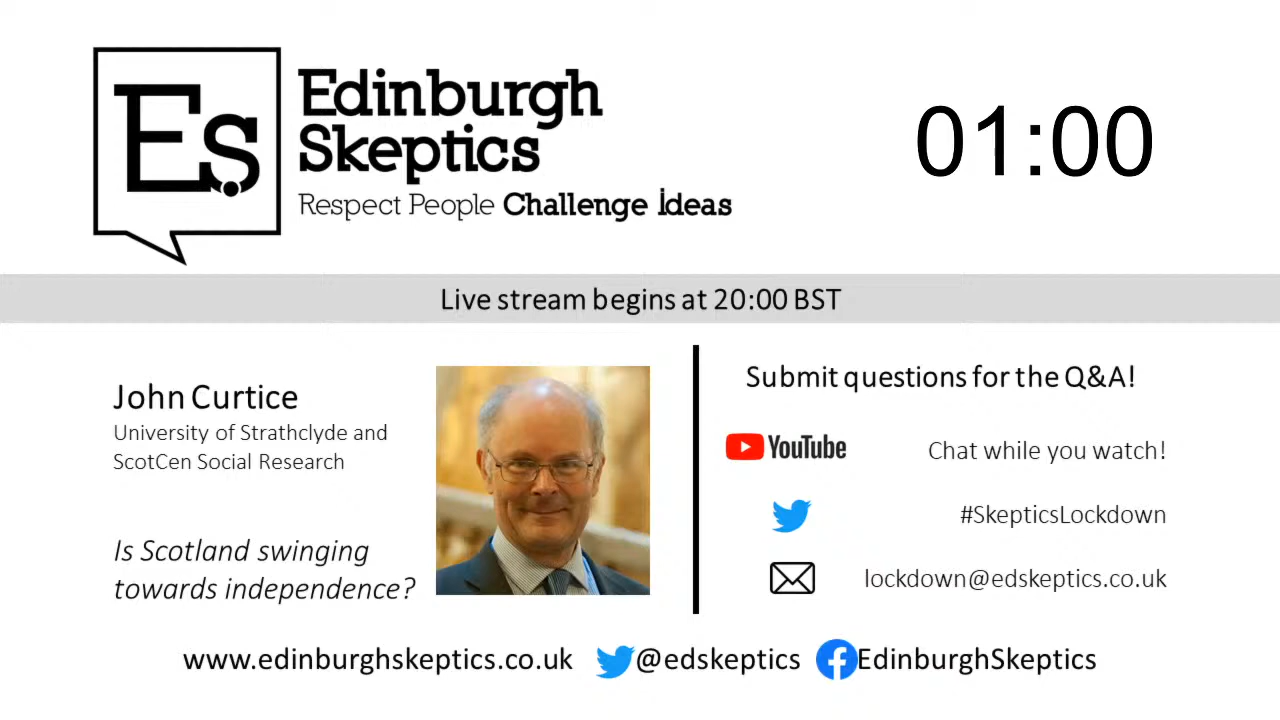 Es
Edinburgh
Skeptics
Respect People Challenge Ideas
01:00
Live stream begins at 20:00 BST
John Curtice
University of Strathclyde and
ScotCen Social Research
Is Scotland swinging
towards independence?
Submit questions for the Q&A!
YouTube
Chat while you watch!
#SkepticsLockdown
lockdown@edskeptics.co.uk
www.edinburghskeptics.co.uk @edskeptics EdinburghSkeptics